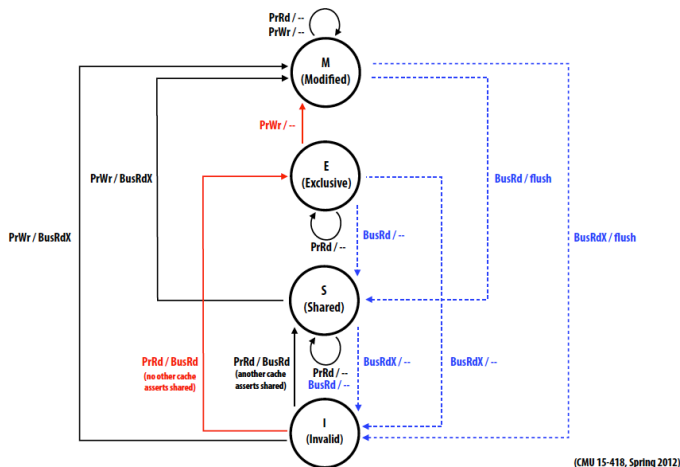 PrRd / --
PrWr / --
M
(Modified)
PrWr / --
E
(Exclusive)
PrWr / BusRdX
BusRd / flush
PrRd / --
BusRd / --
PrWr / BusRdX
BusRdX / flush
S
(Shared)
PrRd / BusRd
(no other cache
asserts shared)
PrRd / BusRd
(another cache
asserts shared)
PrRd / --
BusRd / --
BusRdX / --
BusRdX / --
I
(Invalid)
(CMU 15-418, Spring 2012)